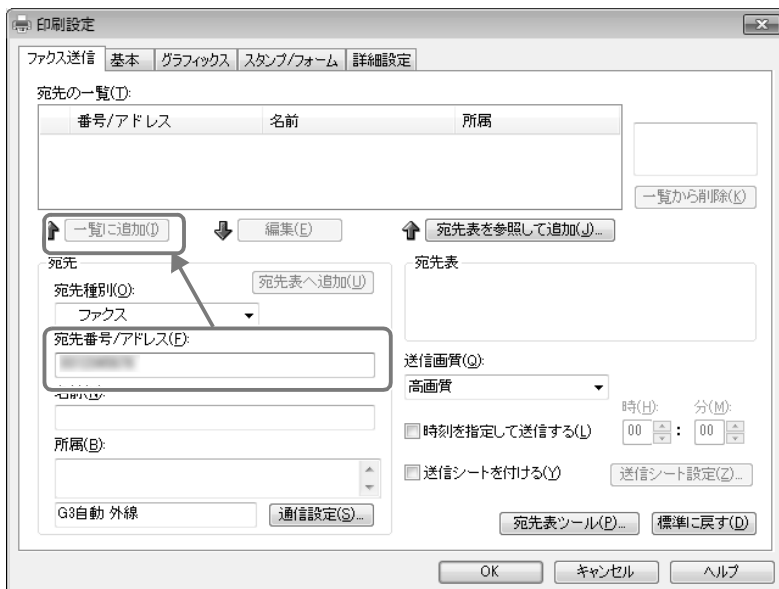 印刷設定
ファクス送信 基本 グラフィックス スタンプ/フォーム 詳細設定
宛先の一覧(T):
番号/アドレス 名前 所属
一覧から削除(K)
一覧に追加(I) 編集(E) 宛先表を参照して追加(J)...
宛先 宛先表
宛先種別(O): 宛先表へ追加(U)
ファクス
宛先番号/アドレス(F):
送信画質(Q):
高画質
名前(N):
時(H): 分(M):
時刻を指定して送信する(L) 00 : 00
所属(B):
送信シートを付ける(Y) 送信シート設定(Z)...
G3自動 外線 通信設定(S)...
宛先表ツール(P)... 標準に戻す(D)
OK キャンセル ヘルプ